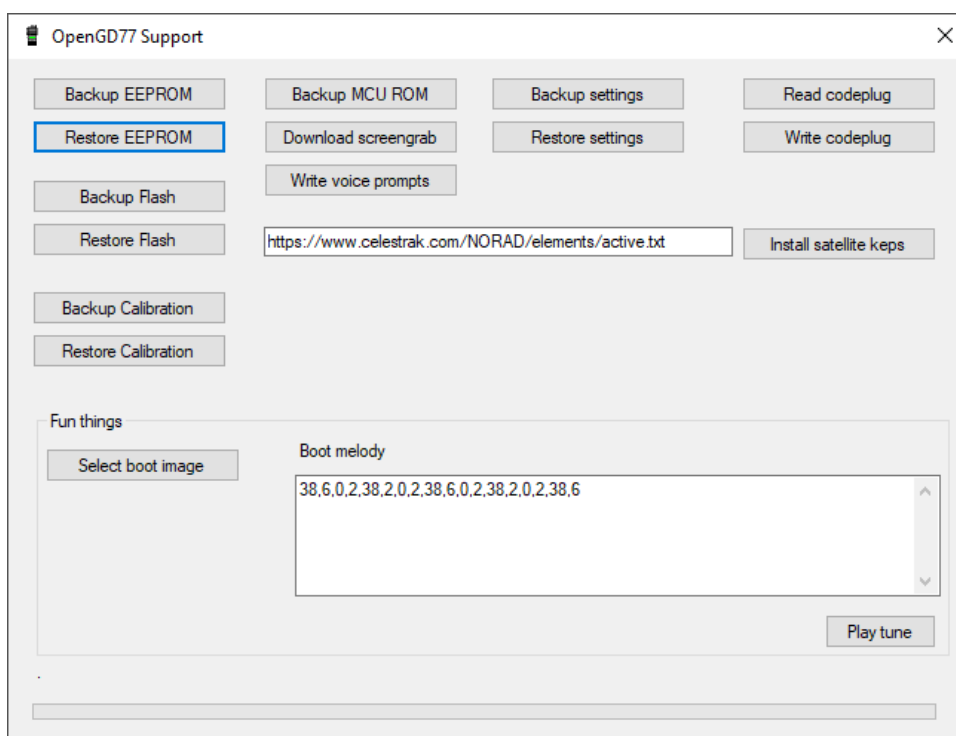 OpenGD77 Support
Backup EEPROM
Backup MCU ROM
Backup settings
Read codeplug
Restore EEPROM
Download screengrab
Restore settings
Write codeplug
Write voice prompts
Backup Flash
Restore Flash
https://www.celestrak.com/NORAD/elements/active.txt
Install satellite keps
Backup Calibration
Restore Calibration
Fun things
Select boot image
Boot melody
38,6,0,2,38,2,0,2,38,6,0,2,38,2,0,2,38,6
Play tune
.